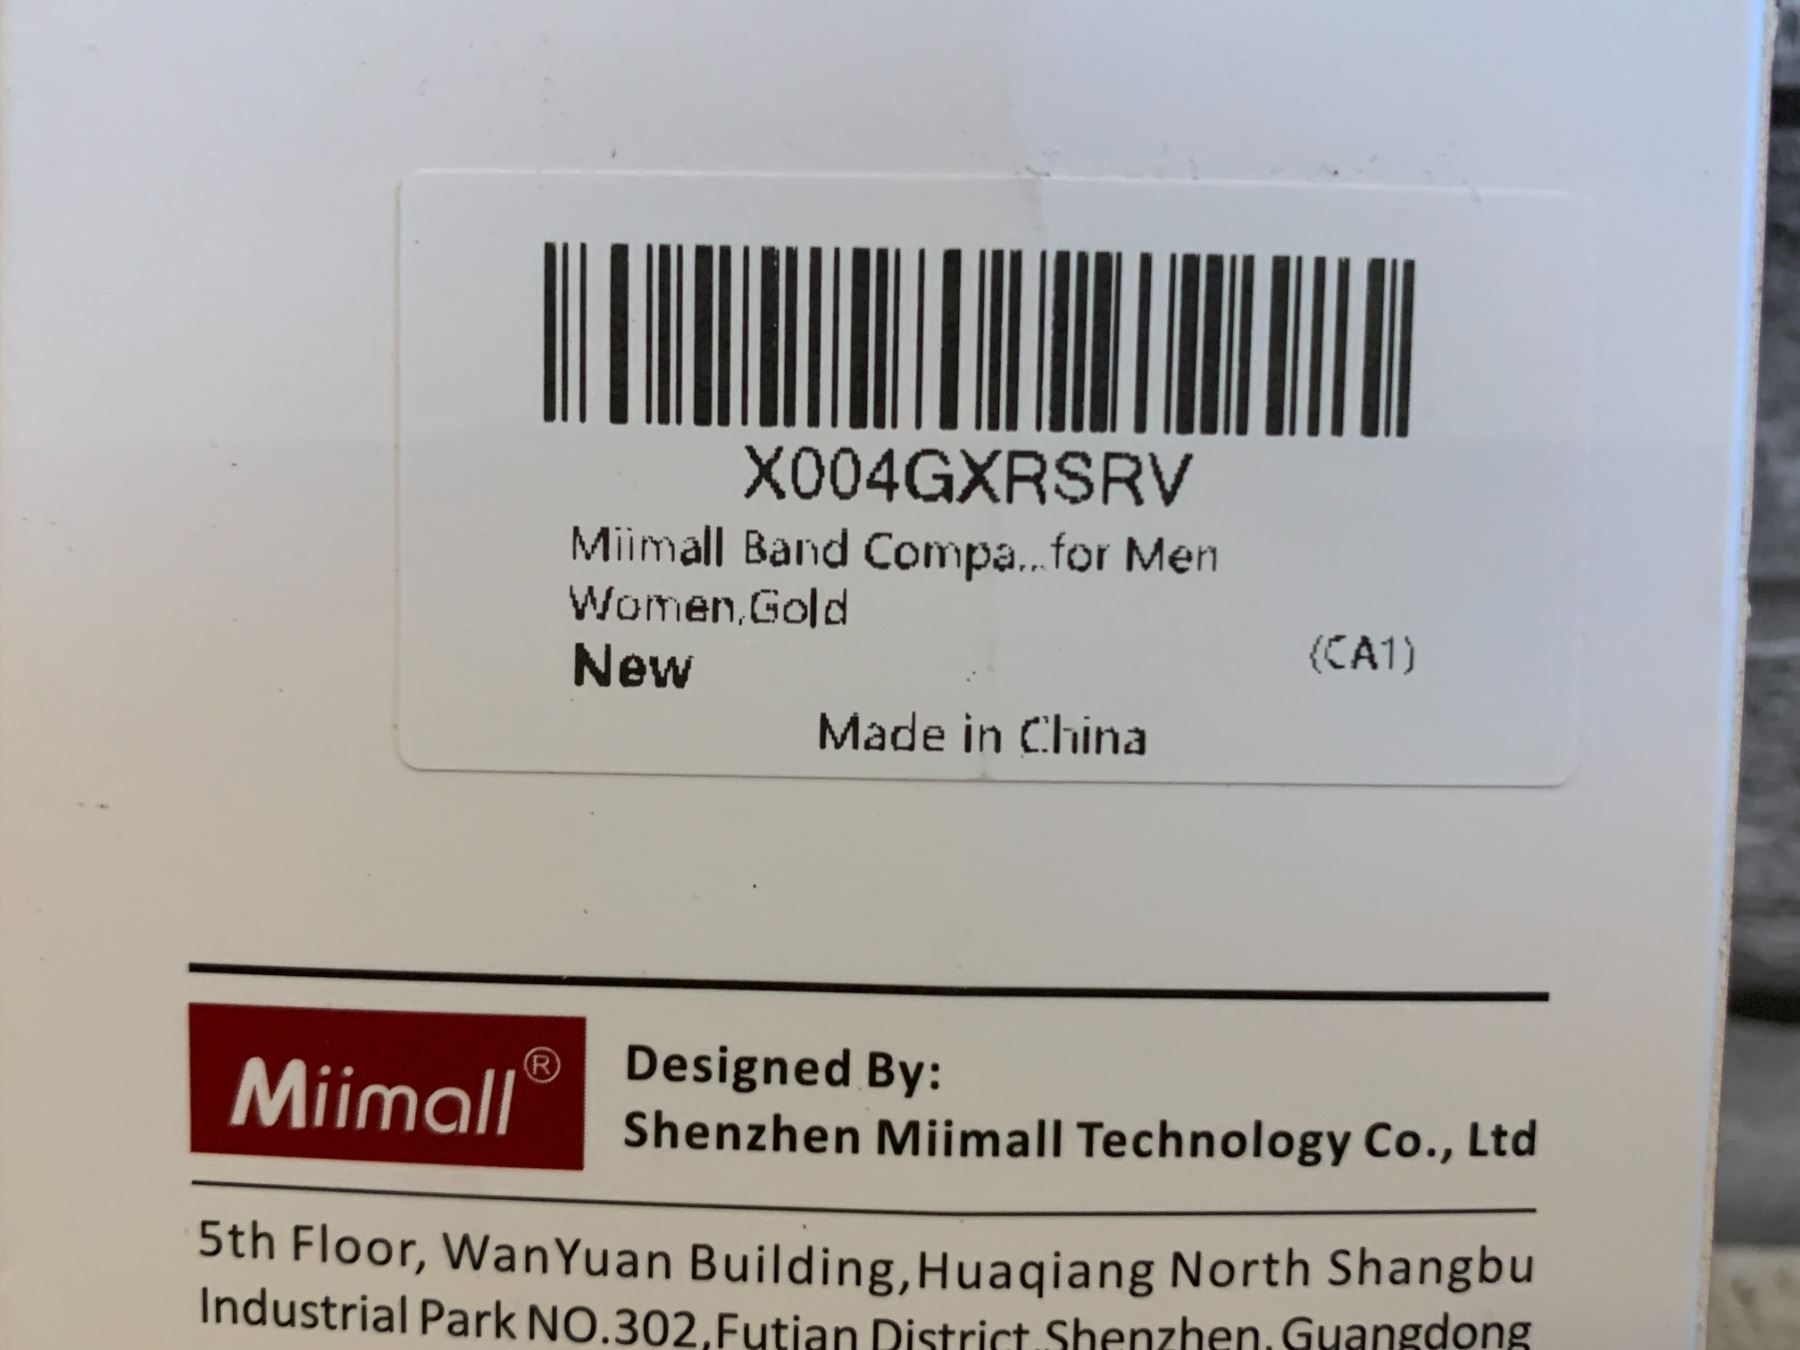 X004GXRSRV
Miimall Band Compa...for Men
Women,Gold
New
(CA1)
Made in China
Miimall®
Designed By:
Shenzhen Miimall Technology Co., Ltd
5th Floor, WanYuan Building,Huaqiang North Shangbu
Industrial Park NO.302,Futian District,Shenzhen,Guangdong